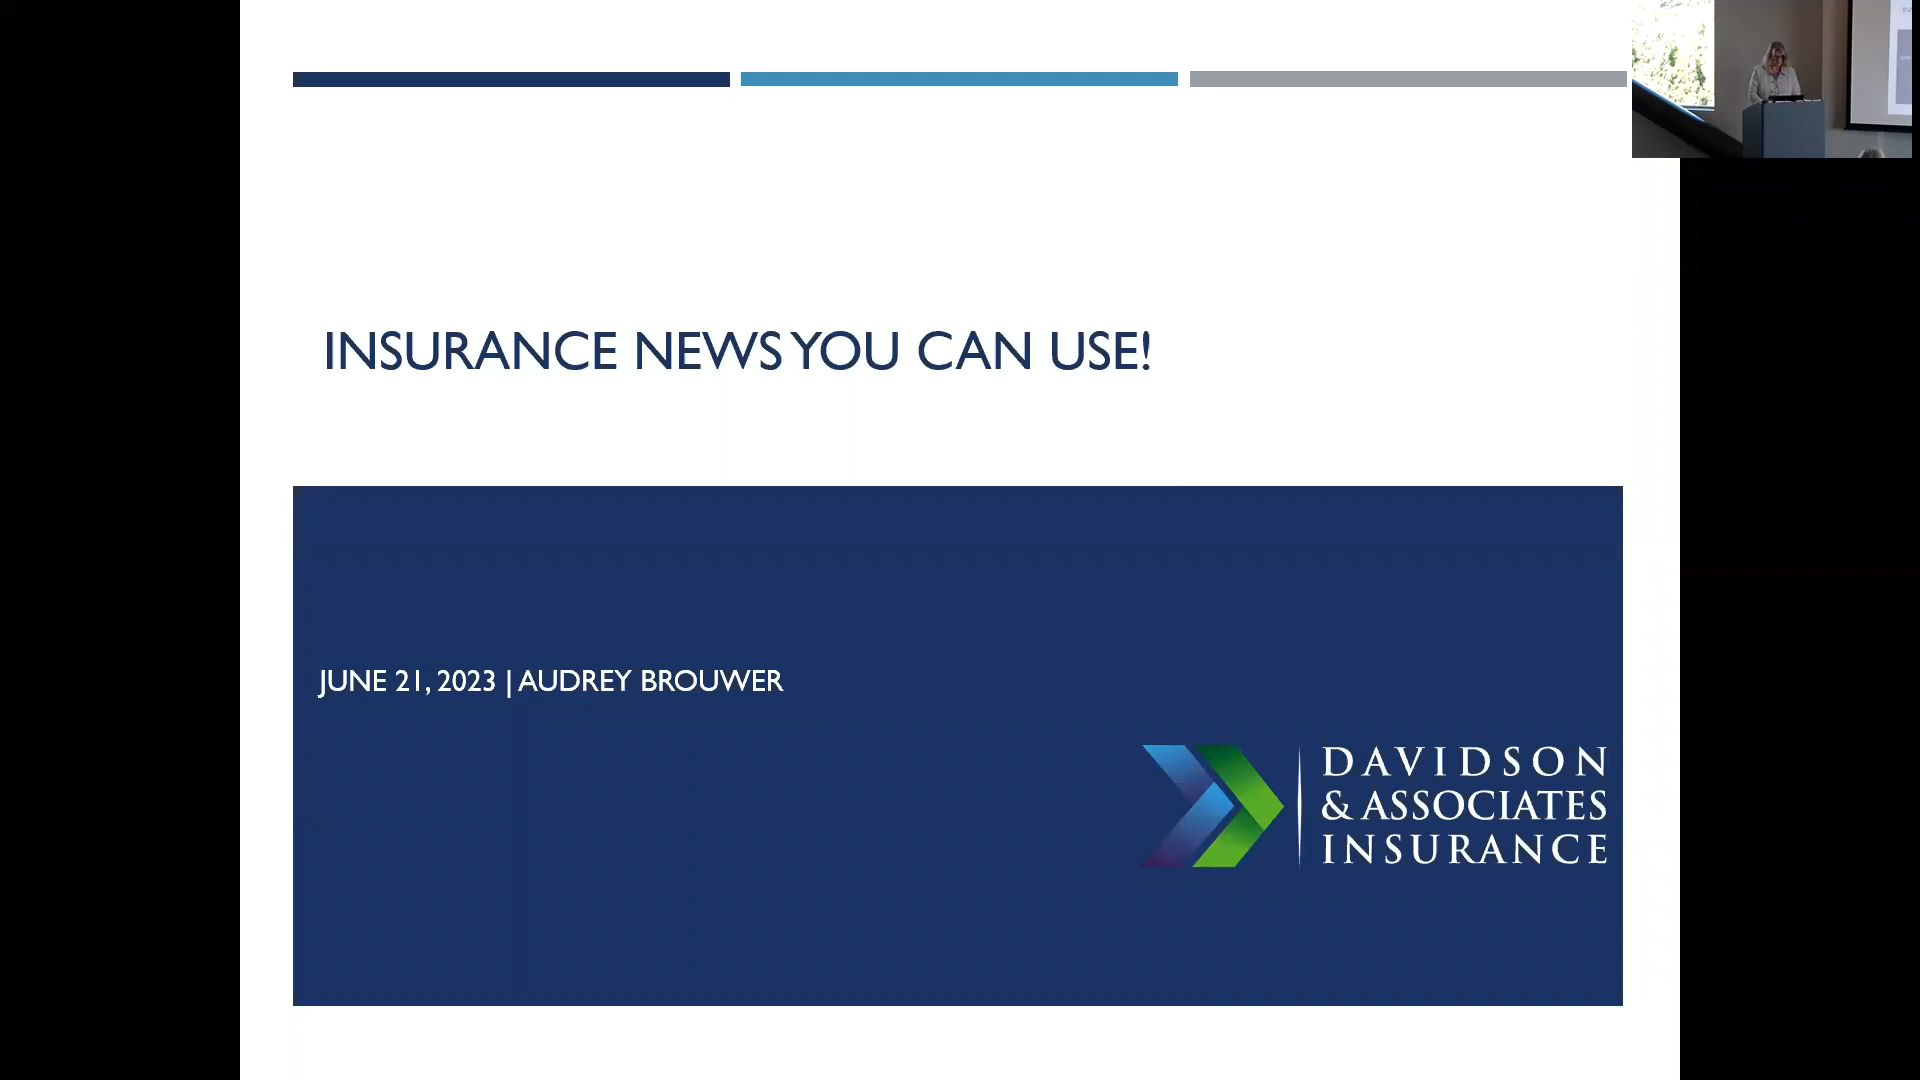 INSURANCE NEWS YOU CAN USE!
JUNE 21, 2023 | AUDREY BROUWER
DAVIDSON
& ASSOCIATES
INSURANCE